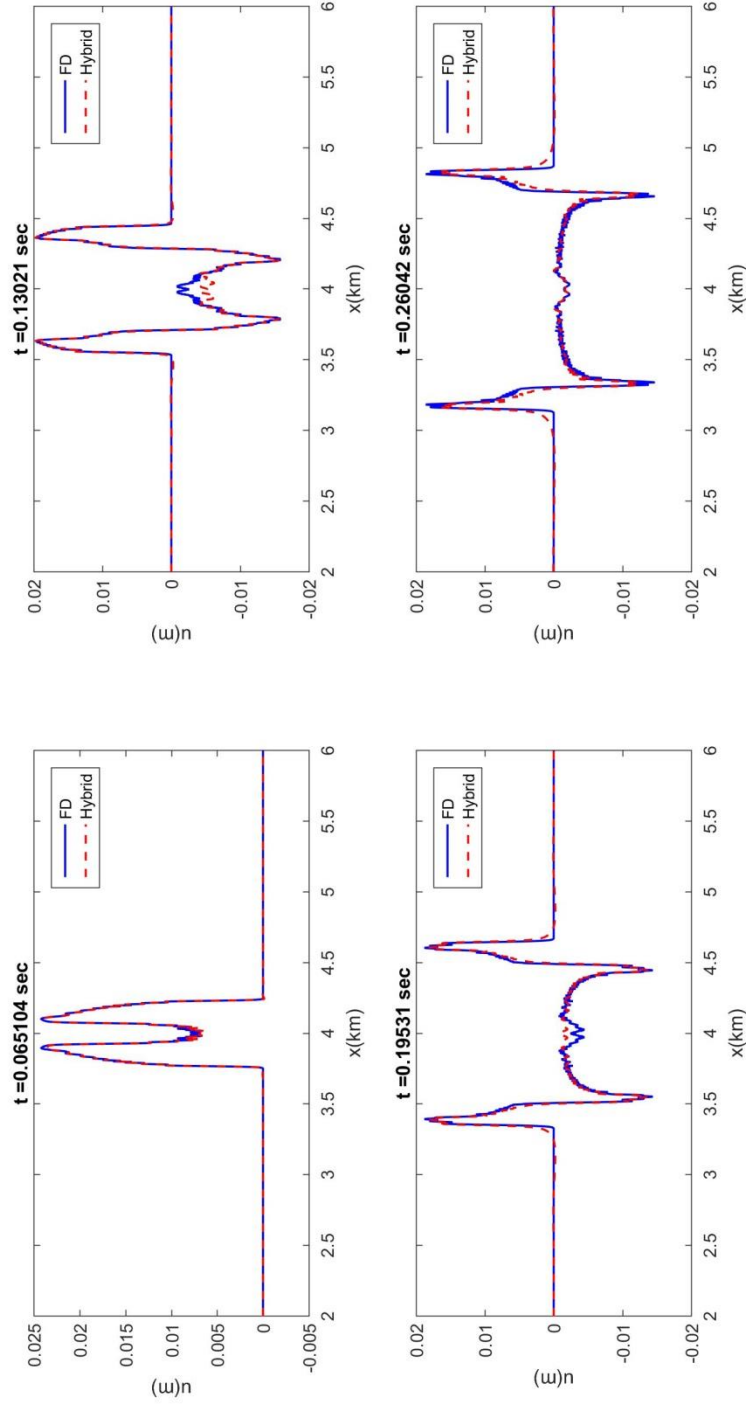 t =0.065104 sec
0.025
0.02
0.015
0.01
0.005
0
-0.005
u(m)
2
2.5
3
3.5
4
4.5
5
5.5
6
x(km)
FD
Hybrid
t =0.13021 sec
0.02
0.01
0
-0.01
-0.02
u(m)
2
2.5
3
3.5
4
4.5
5
5.5
6
x(km)
FD
Hybrid
t =0.19531 sec
0.02
0.01
0
-0.01
-0.02
u(m)
2
2.5
3
3.5
4
4.5
5
5.5
6
x(km)
FD
Hybrid
t =0.26042 sec
0.02
0.01
0
-0.01
-0.02
u(m)
2
2.5
3
3.5
4
4.5
5
5.5
6
x(km)
FD
Hybrid